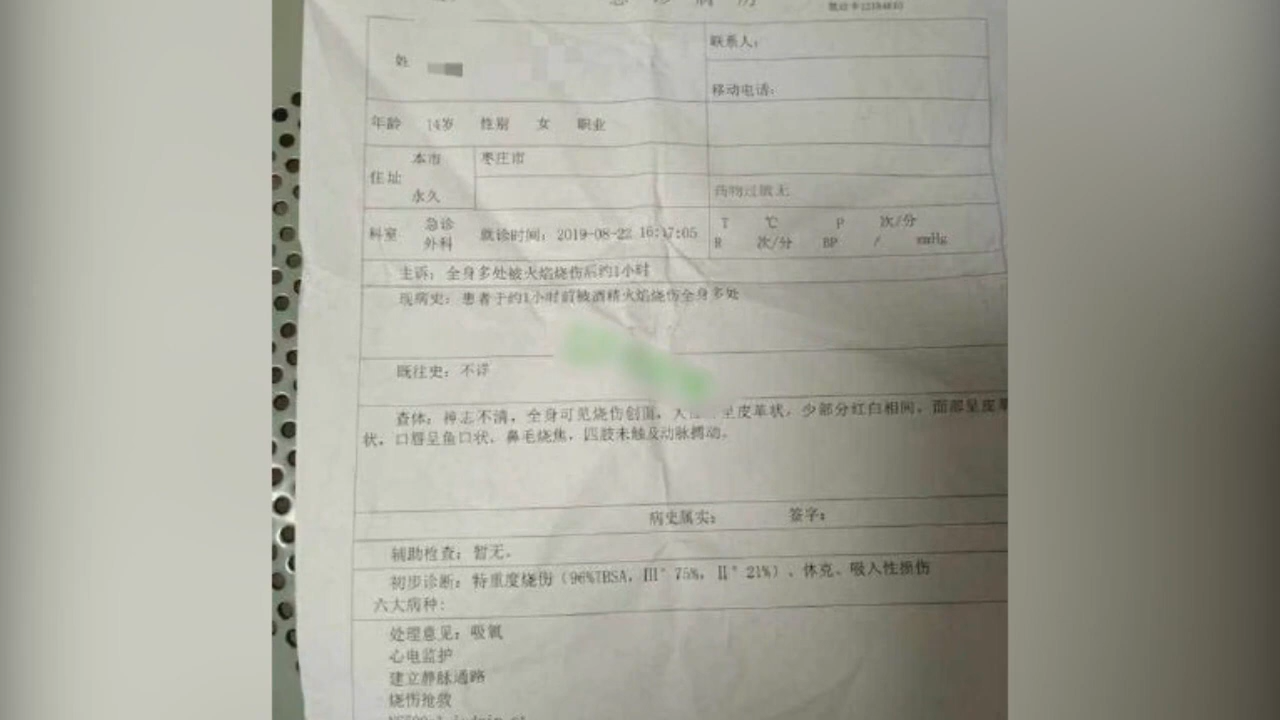 急 诊 病 历
姓
联系人:
移动电话:
年龄 14岁 性别 女 职业
住址 本市 枣庄市
永久
药物过敏无
科室 急诊外科 就诊时间: 2019-08-22 16:17:05
T ℃ P 次/分
R 次/分 BP / mmHg
主诉: 全身多处被火焰烧伤后约1小时
现病史: 患者于约1小时前被酒精火焰烧伤全身多处
既往史: 不详
查体: 神志不清, 全身可见烧伤创面, 呈皮革状, 少部分红白相间, 面部呈皮革
状, 口唇呈鱼口状, 鼻毛烧焦, 四肢未触及动脉搏动。
病史属实: 签字:
辅助检查: 暂无。
初步诊断: 特重度烧伤(96%TBSA, Ⅲ°75%, Ⅱ°21%)、休克、吸入性损伤
六大病种:
处理意见: 吸氧
心电监护
建立静脉通路
烧伤抢救